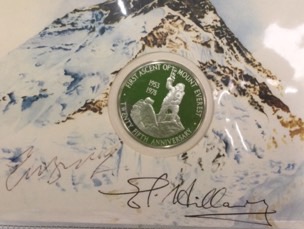 FIRST ASCENT OF MOUNT EVEREST
1953
1978
TWENTY FIFTH ANNIVERSARY
E P Hillary